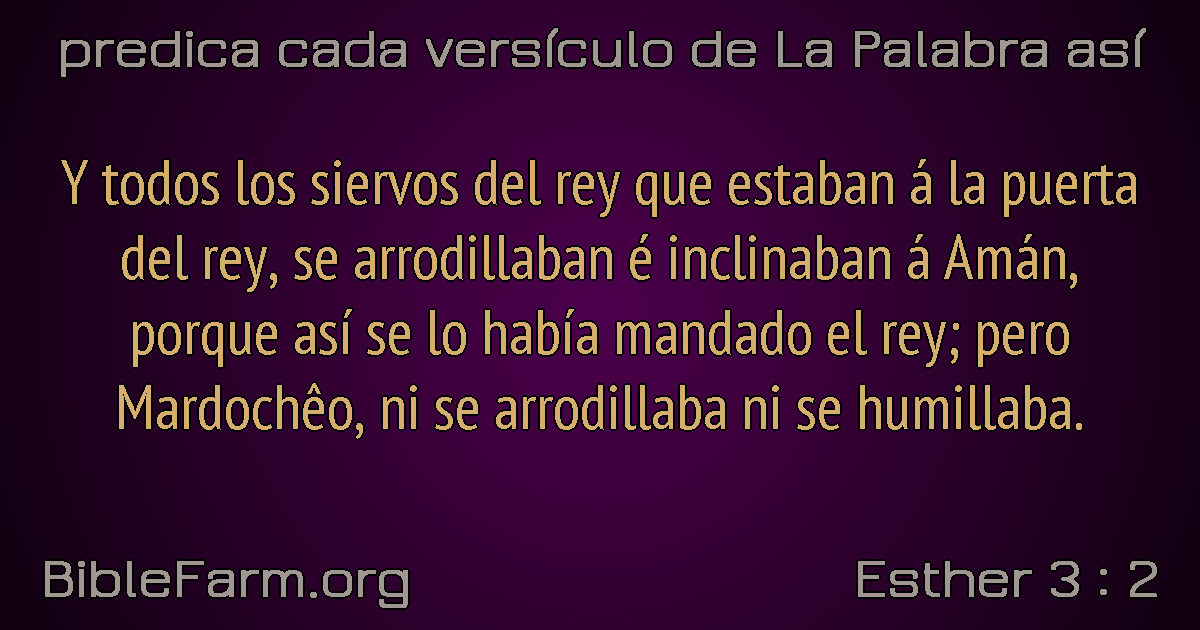 predica cada versículo de La Palabra así
Y todos los siervos del rey que estaban á la puerta
del rey, se arrodillaban é inclinaban á Amán,
porque así se lo había mandado el rey; pero
Mardochêo, ni se arrodillaba ni se humillaba.
BibleFarm.org
Esther 3 : 2